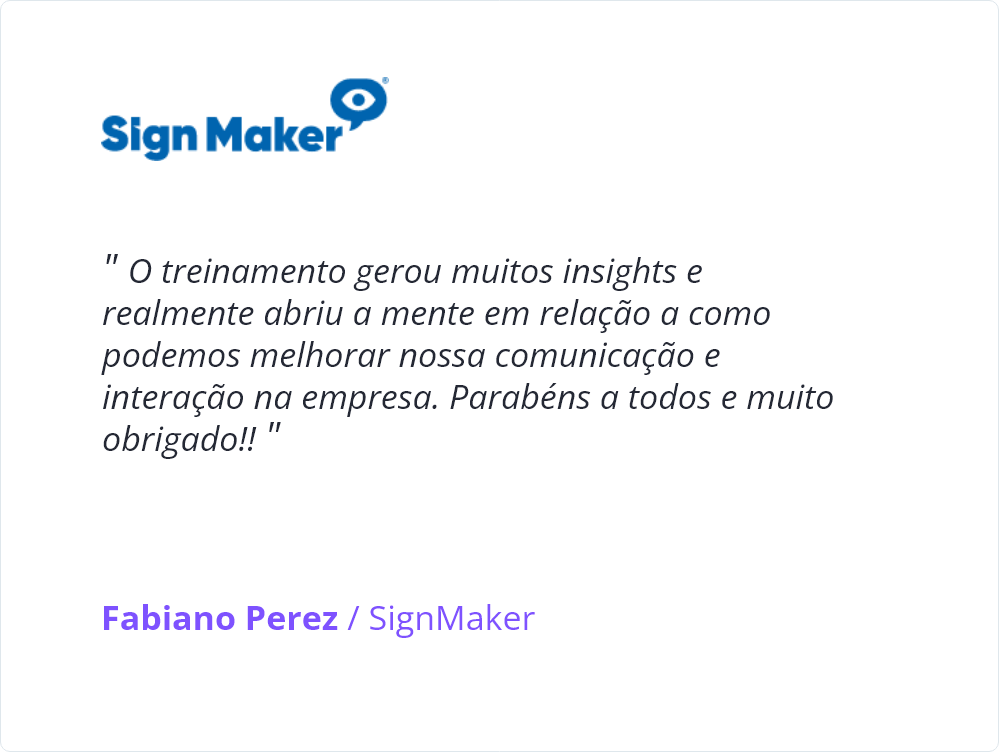 Sign Maker®
" O treinamento gerou muitos insights e
realmente abriu a mente em relação a como
podemos melhorar nossa comunicação e
interação na empresa. Parabéns a todos e muito
obrigado!! "
Fabiano Perez / SignMaker